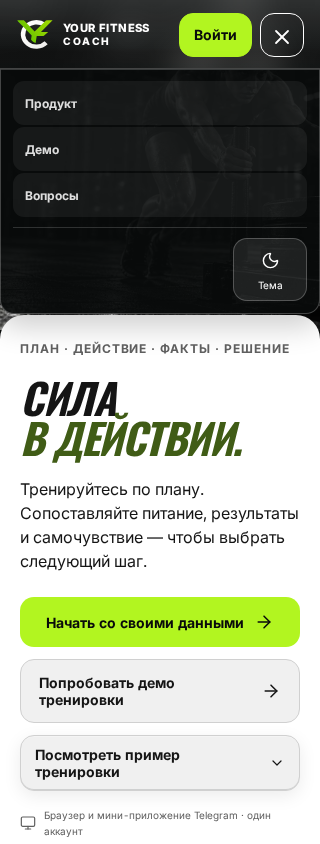 YOUR FITNESS
COACH
Войти
Продукт
Демо
Вопросы
Тема
ПЛАН · ДЕЙСТВИЕ · ФАКТЫ · РЕШЕНИЕ
СИЛА
В ДЕЙСТВИИ.
Тренируйтесь по плану.
Сопоставляйте питание, результаты
и самочувствие — чтобы выбрать
следующий шаг.
Начать со своими данными
Попробовать демо
тренировки
Посмотреть пример
тренировки
Браузер и мини-приложение Telegram · один
аккаунт